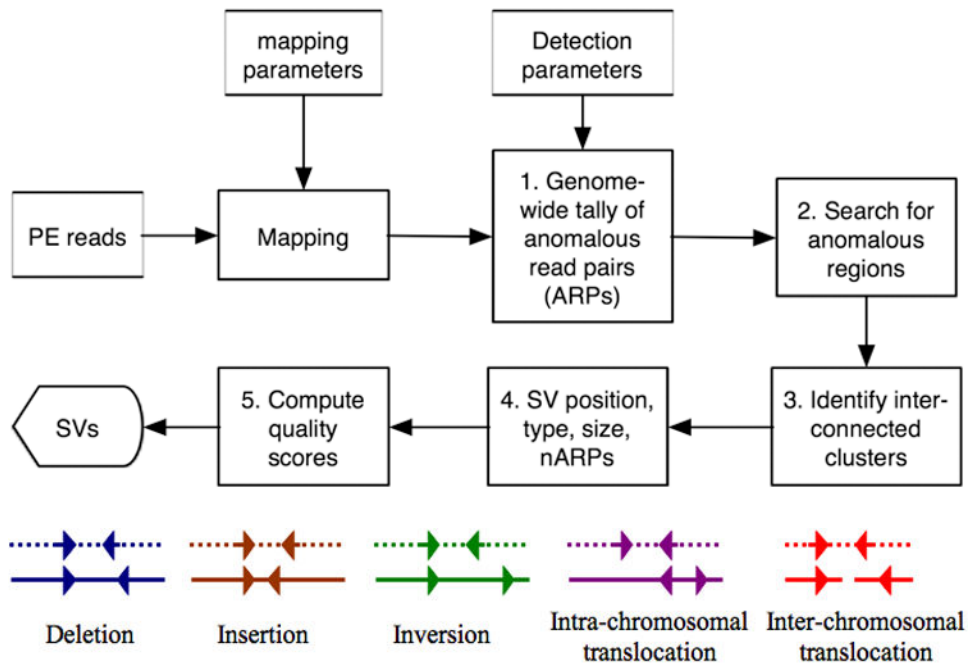 mapping
parameters
Detection
parameters
PE reads
Mapping
1. Genome-
wide tally of
anomalous
read pairs
(ARPs)
2. Search for
anomalous
regions
SVs
5. Compute
quality
scores
4. SV position,
type, size,
nARPs
3. Identify inter-
connected
clusters
Deletion
Insertion
Inversion
Intra-chromosomal
translocation
Inter-chromosomal
translocation